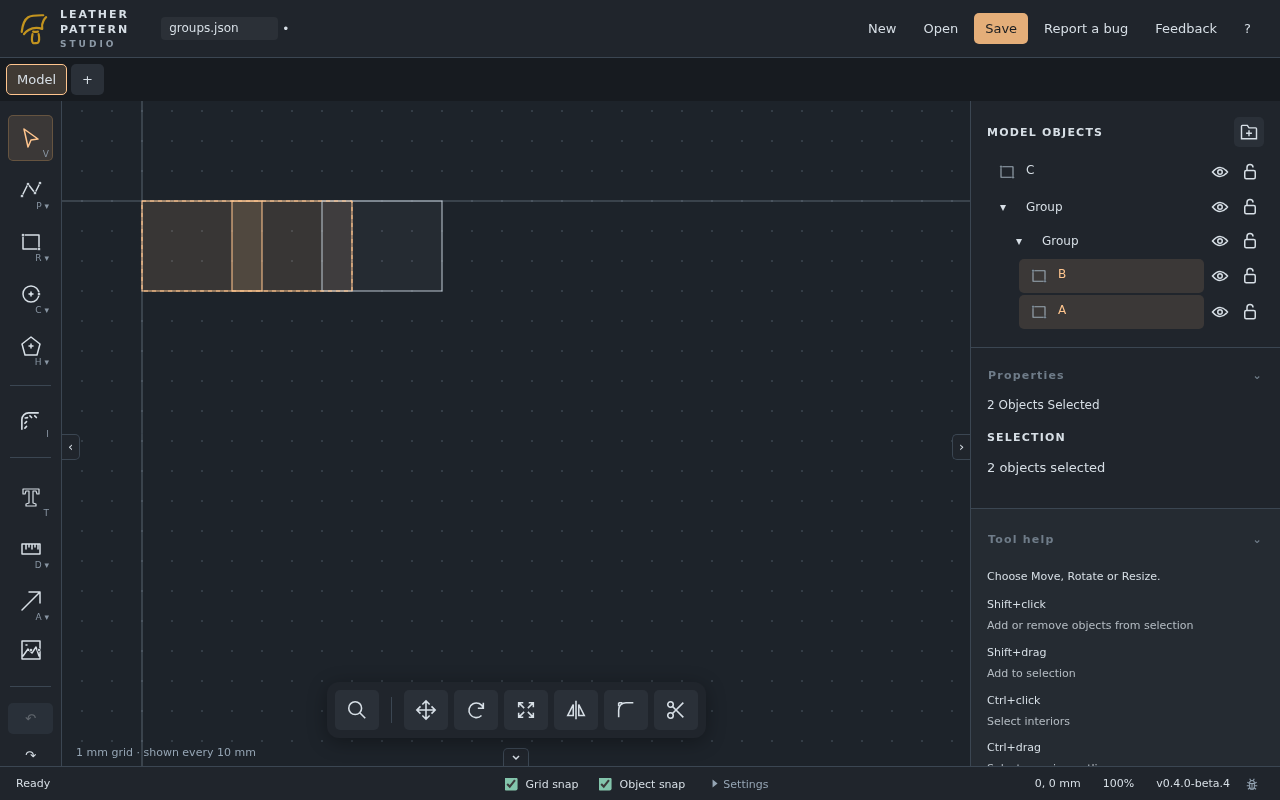 LEATHER
PATTERN
STUDIO
groups.json •
New Open Save Report a bug Feedback ?
Model +
V
P
R
C
H
I
T
D
A
MODEL OBJECTS
C
Group
Group
B
A
Properties
2 Objects Selected
SELECTION
2 objects selected
Tool help
Choose Move, Rotate or Resize.
Shift+click
Add or remove objects from selection
Shift+drag
Add to selection
Ctrl+click
Select interiors
Ctrl+drag
1 mm grid · shown every 10 mm
Ready
Grid snap
Object snap
Settings
0, 0 mm
100%
v0.4.0-beta.4